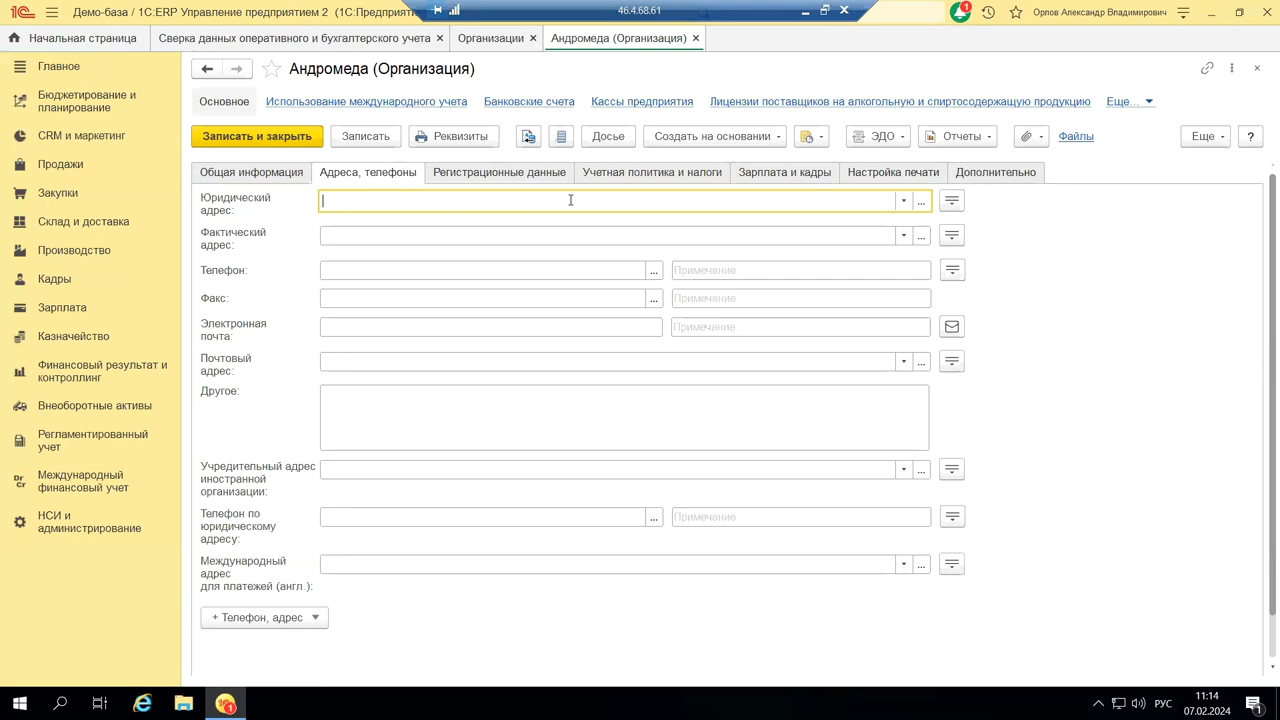 Демо-база / 1С:ERP Управление предприятием 2 (1С:Предпри
46.4.68.61
1
Орлов Александр Владимирович
Начальная страница
Сверка данных оперативного и бухгалтерского учета ×
Организации ×
Андромеда (Организация) ×
Главное
Бюджетирование и
планирование
CRM и маркетинг
Продажи
Закупки
Склад и доставка
Производство
Кадры
Зарплата
Казначейство
Финансовый результат и
контроллинг
Внеоборотные активы
Регламентированный
учет
Международный
финансовый учет
НСИ и
администрирование
Андромеда (Организация)
Основное Использование международного учета Банковские счета Кассы предприятия Лицензии поставщиков на алкогольную и спиртосодержащую продукцию Еще...
Записать и закрыть Записать Реквизиты Досье Создать на основании ЭДО Отчеты Файлы Еще ?
Общая информация Адреса, телефоны Регистрационные данные Учетная политика и налоги Зарплата и кадры Настройка печати Дополнительно
Юридический
адрес:
Фактический
адрес:
Телефон: Примечание
Факс: Примечание
Электронная
почта:
Примечание
Почтовый
адрес:
Другое:
Учредительный адрес
иностранной
организации:
Телефон по
юридическому
адресу:
Примечание
Международный
адрес
для платежей (англ.):
+ Телефон, адрес
РУС
11:14
07.02.2024
1
1